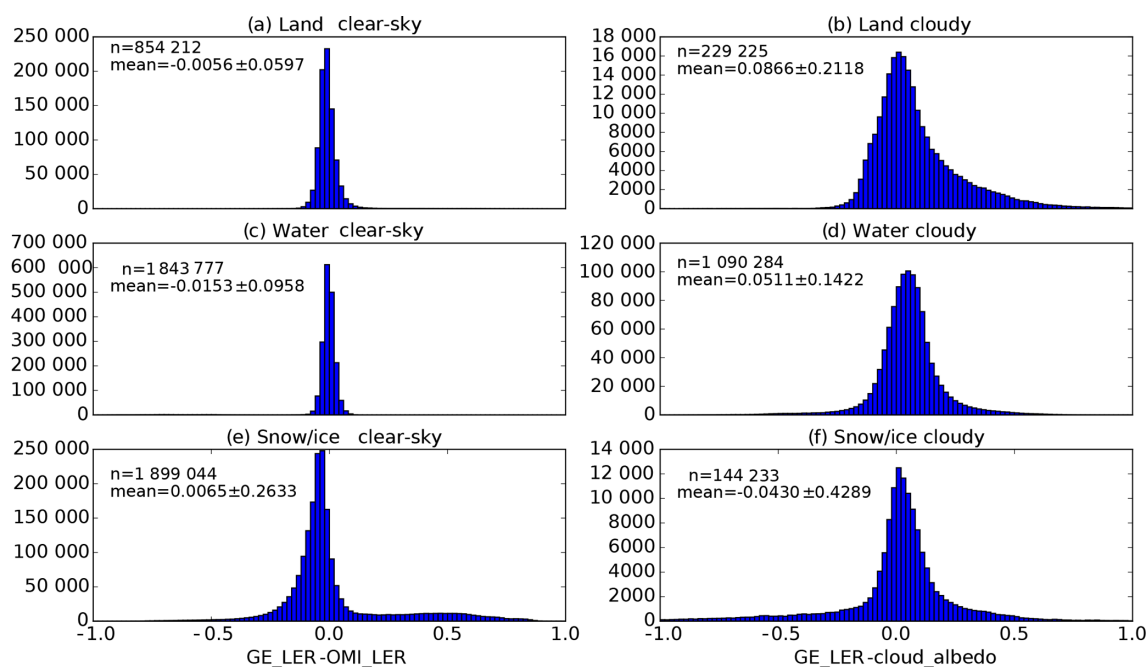 (a) Land clear-sky
250 000
200 000
150 000
100 000
50 000
0
n=854 212
mean=-0.0056±0.0597
(b) Land cloudy
18 000
16 000
14 000
12 000
10 000
8000
6000
4000
2000
0
n=229 225
mean=0.0866±0.2118
(c) Water clear-sky
700 000
600 000
500 000
400 000
300 000
200 000
100 000
0
n=1 843 777
mean=-0.0153±0.0958
(d) Water cloudy
120 000
100 000
80 000
60 000
40 000
20 000
0
n=1 090 284
mean=0.0511±0.1422
(e) Snow/ice clear-sky
250 000
200 000
150 000
100 000
50 000
0
n=1 899 044
mean=0.0065±0.2633
-1.0 -0.5 0.0 0.5 1.0
GE_LER-OMI_LER
(f) Snow/ice cloudy
14 000
12 000
10 000
8000
6000
4000
2000
0
n=144 233
mean=-0.0430±0.4289
-1.0 -0.5 0.0 0.5 1.0
GE_LER-cloud_albedo